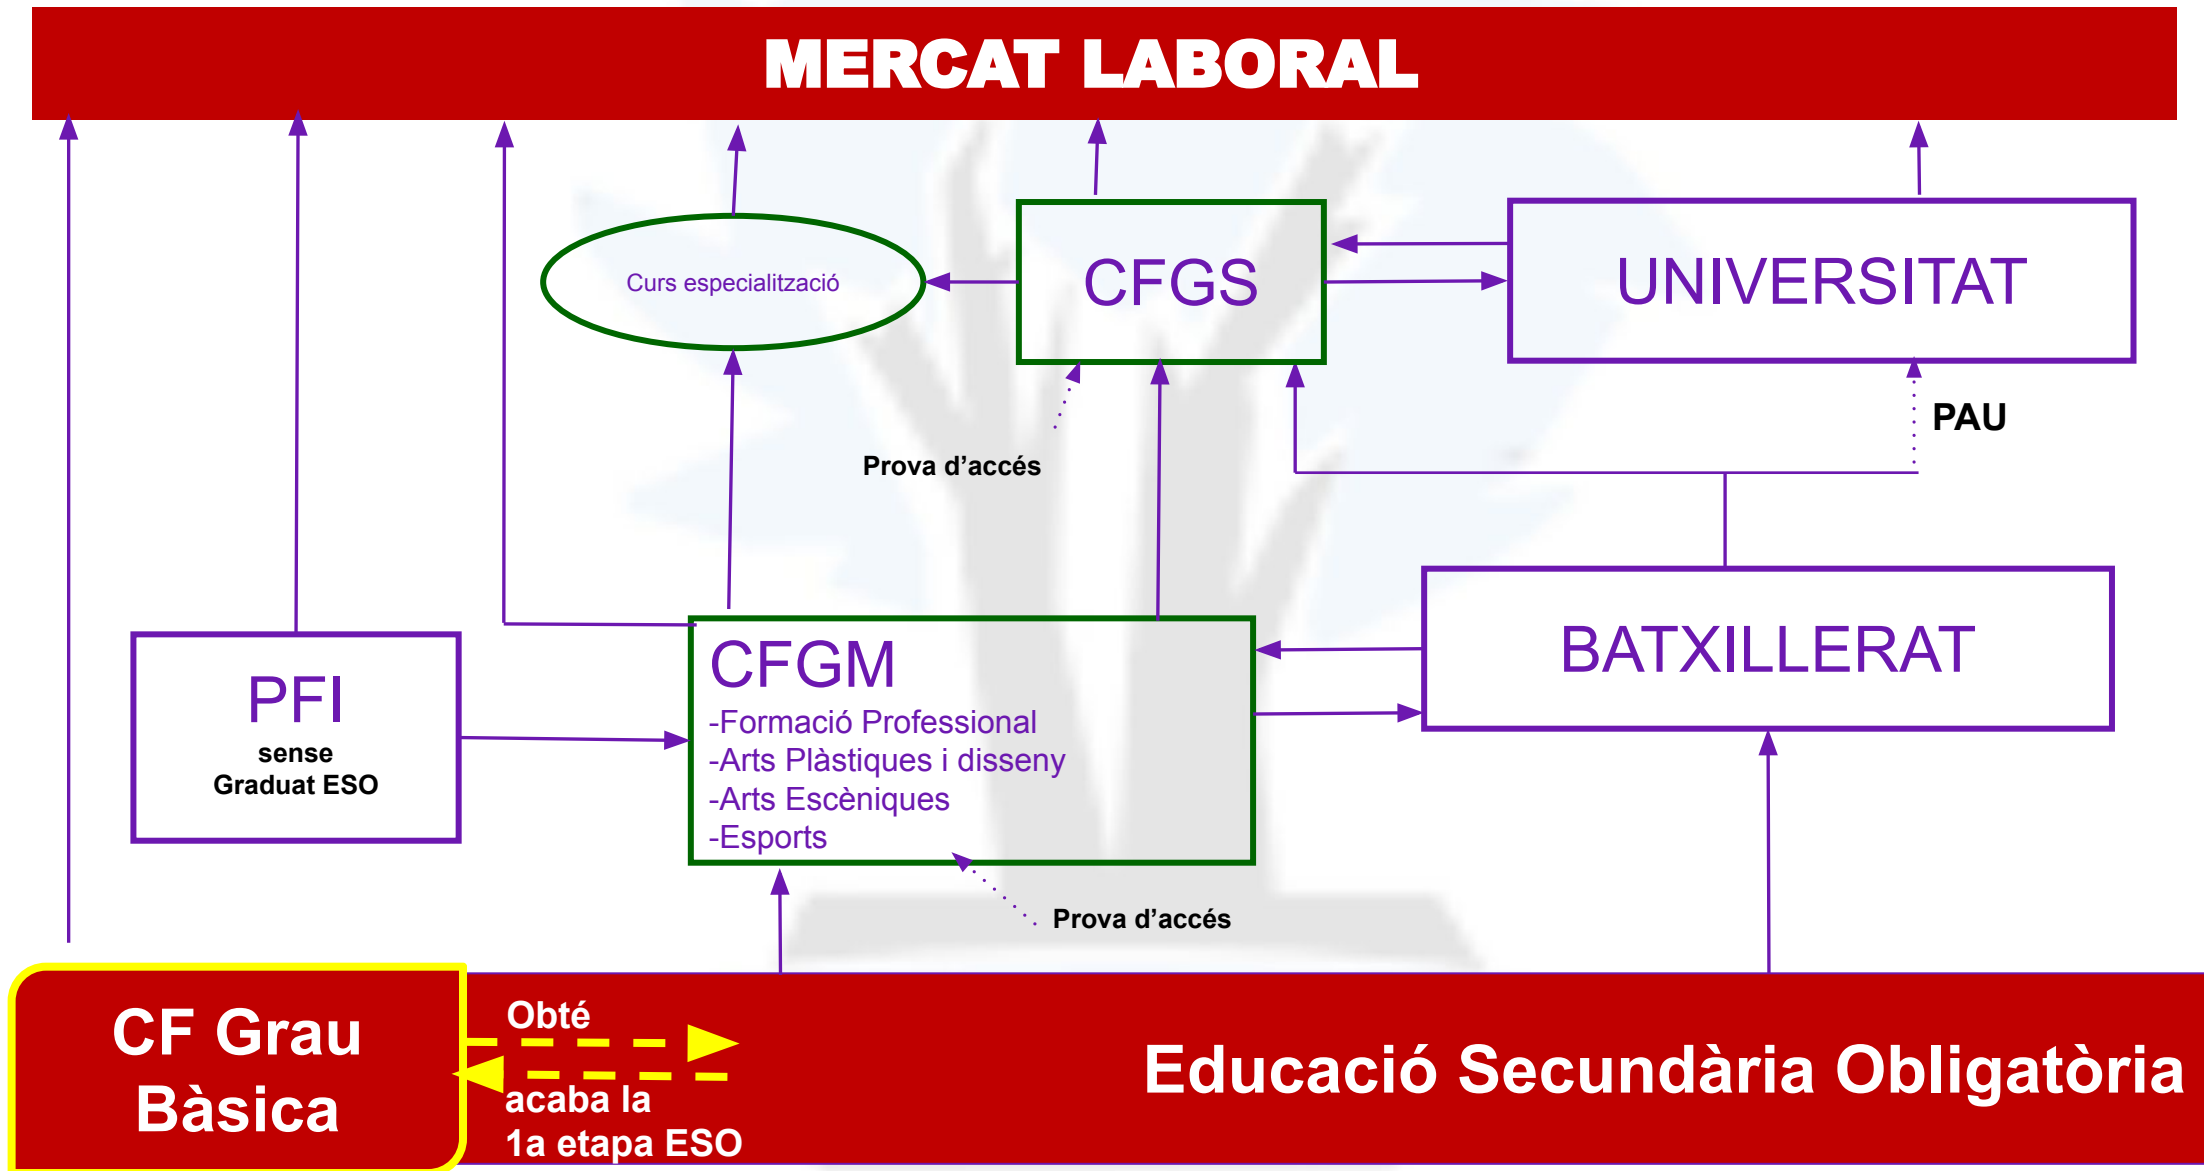 MERCAT LABORAL
Curs especialització
CFGS
UNIVERSITAT
PAU
Prova d’accés
BATXILLERAT
PFI
sense
Graduat ESO
CFGM
-Formació Professional
-Arts Plàstiques i disseny
-Arts Escèniques
-Esports
Prova d’accés
CF Grau
Bàsica
Obté
acaba la
1a etapa ESO
Educació Secundària Obligatòria